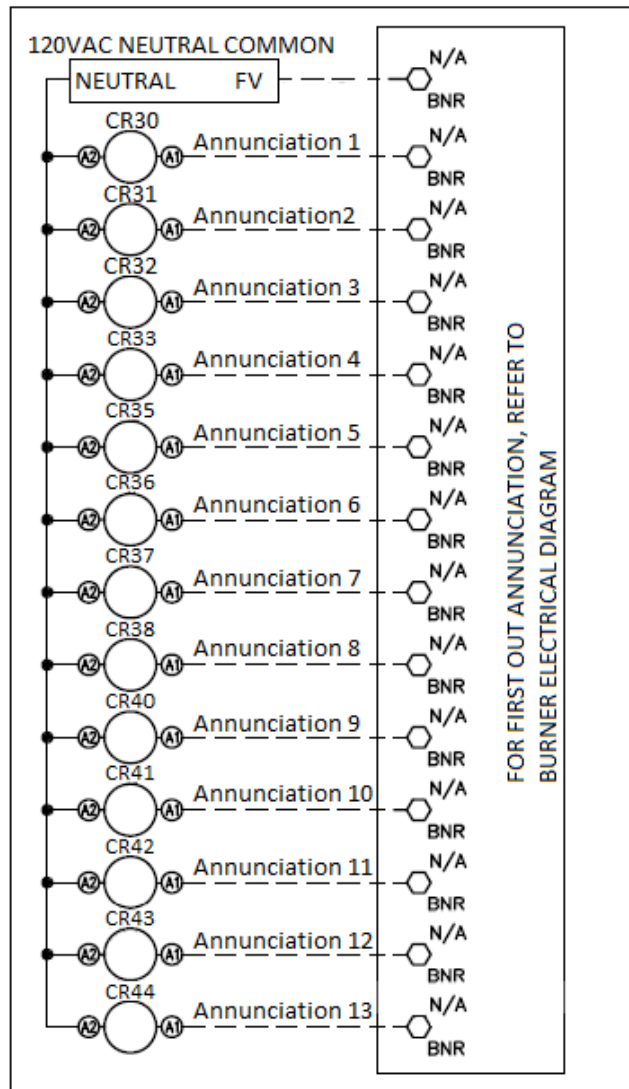 120VAC NEUTRAL COMMON
NEUTRAL FV
N/A
BNR
CR30
A2 A1 Annunciation 1
N/A
BNR
CR31
A2 A1 Annunciation2
N/A
BNR
CR32
A2 A1 Annunciation 3
N/A
BNR
CR33
A2 A1 Annunciation 4
N/A
BNR
CR35
A2 A1 Annunciation 5
N/A
BNR
CR36
A2 A1 Annunciation 6
N/A
BNR
CR37
A2 A1 Annunciation 7
N/A
BNR
CR38
A2 A1 Annunciation 8
N/A
BNR
CR40
A2 A1 Annunciation 9
N/A
BNR
CR41
A2 A1 Annunciation 10
N/A
BNR
CR42
A2 A1 Annunciation 11
N/A
BNR
CR43
A2 A1 Annunciation 12
N/A
BNR
CR44
A2 A1 Annunciation 13
N/A
BNR
FOR FIRST OUT ANNUNCIATION, REFER TO
BURNER ELECTRICAL DIAGRAM